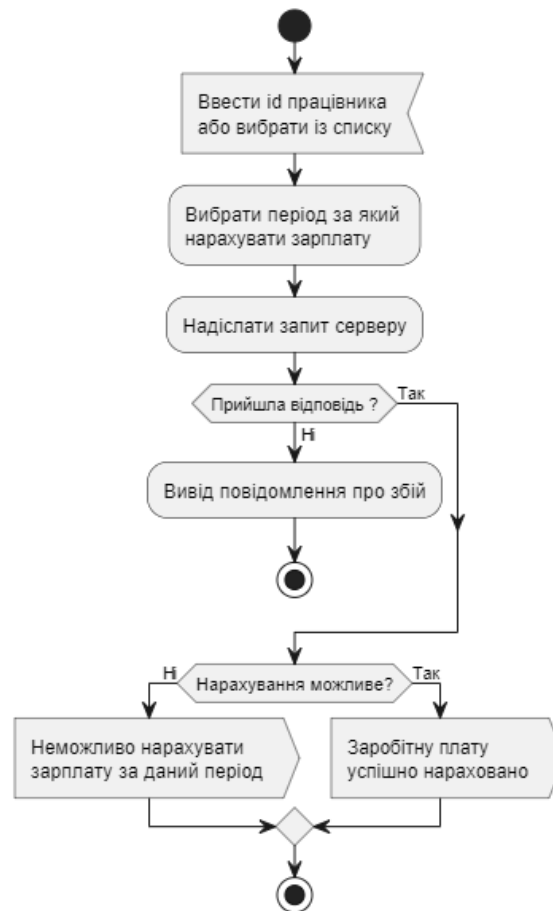 Ввести id працівника
або вибрати із списку
Вибрати період за який
нарахувати зарплату
Надіслати запит серверу
Прийшла відповідь ?
Так
Ні
Вивід повідомлення про збій
Ні
Нарахування можливе?
Так
Неможливо нарахувати
зарплату за даний період
Заробітну плату
успішно нараховано